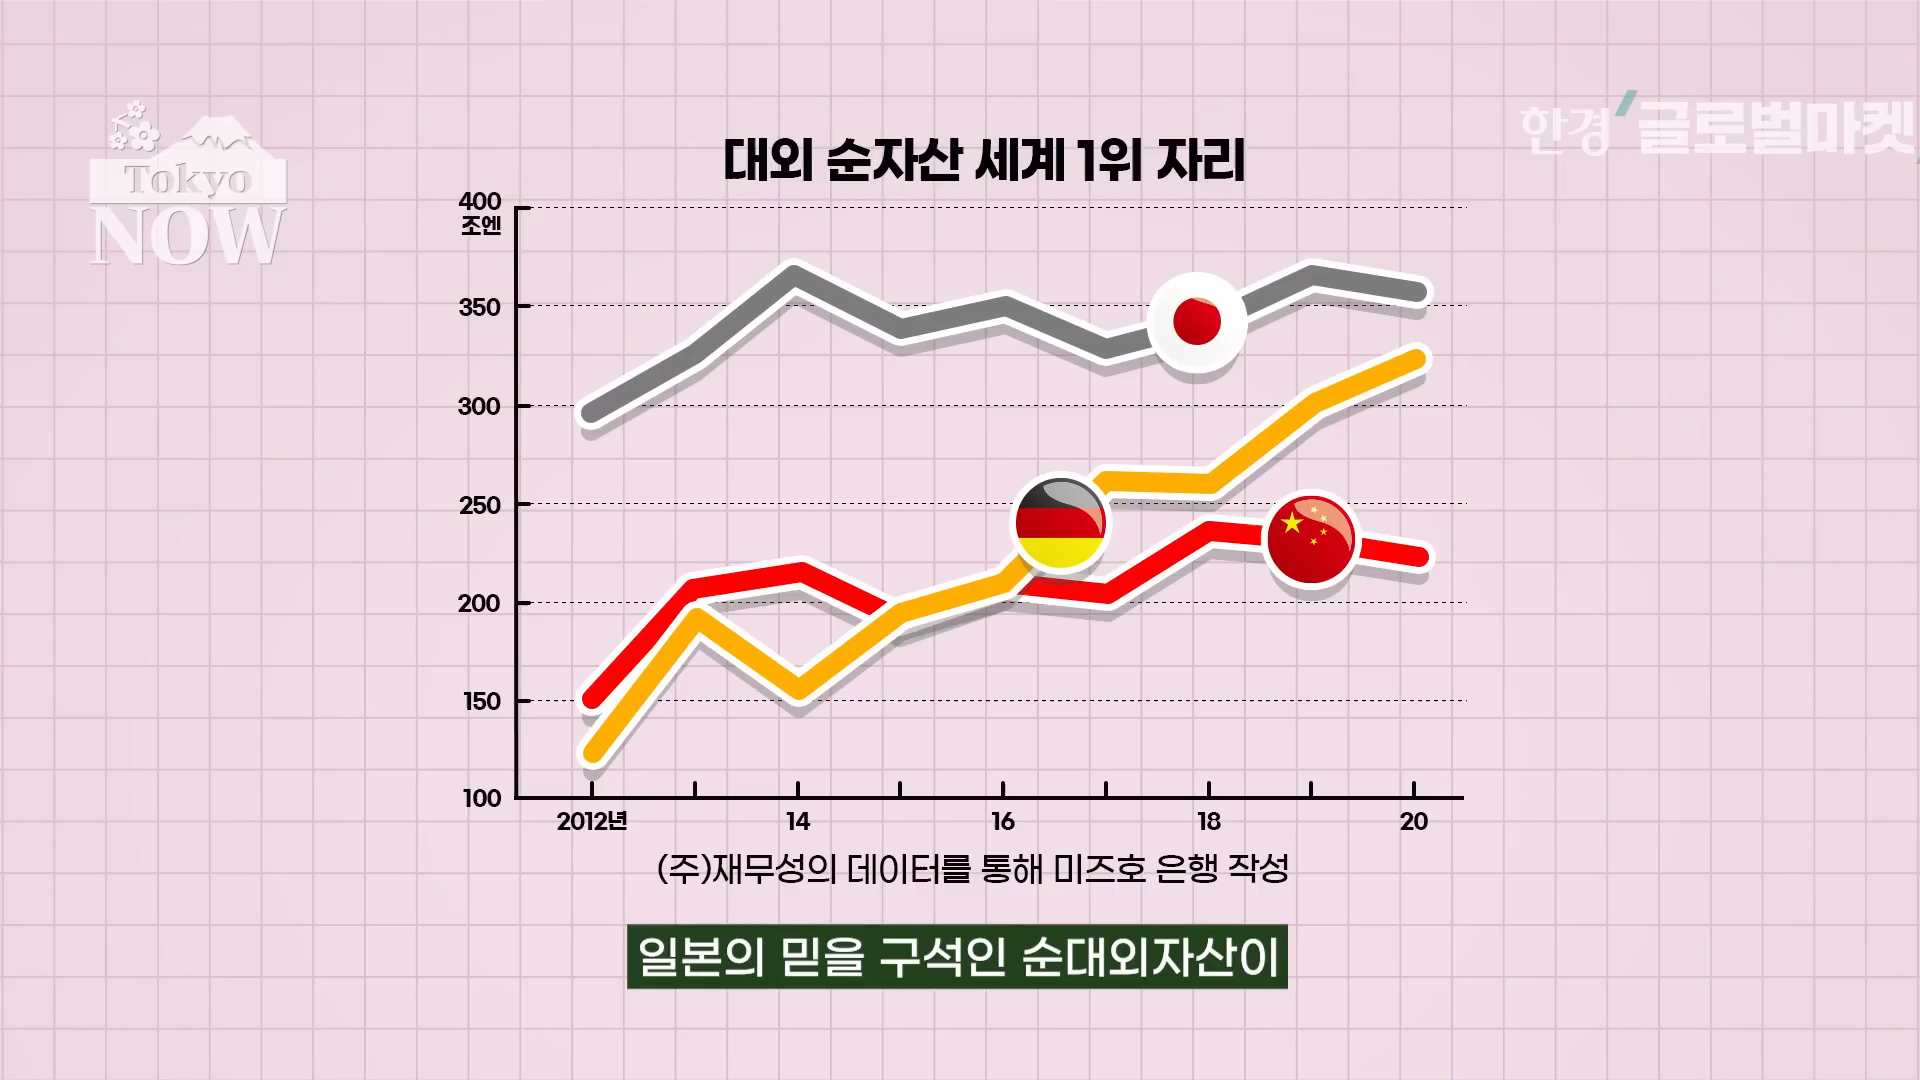 Tokyo
NOW
한경 글로벌마켓
대외 순자산 세계 1위 자리
400
조엔
350
300
250
200
150
100
2012년 14 16 18 20
(주)재무성의 데이터를 통해 미즈호 은행 작성
일본의 믿을 구석인 순대외자산이